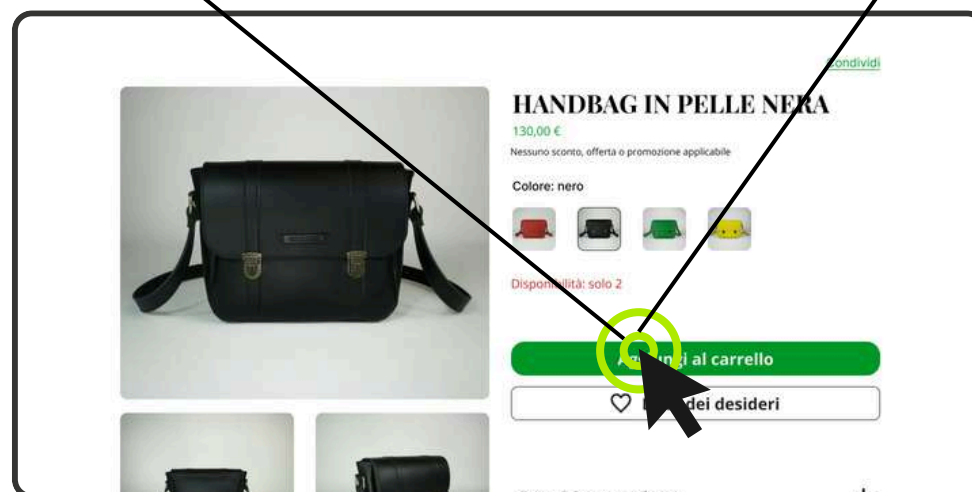 Condividi
HANDBAG IN PELLE NERA
130,00 €
Nessuno sconto, offerta o promozione applicabile
Colore: nero
Disponibilità: solo 2
Aggiungi al carrello
dei desideri